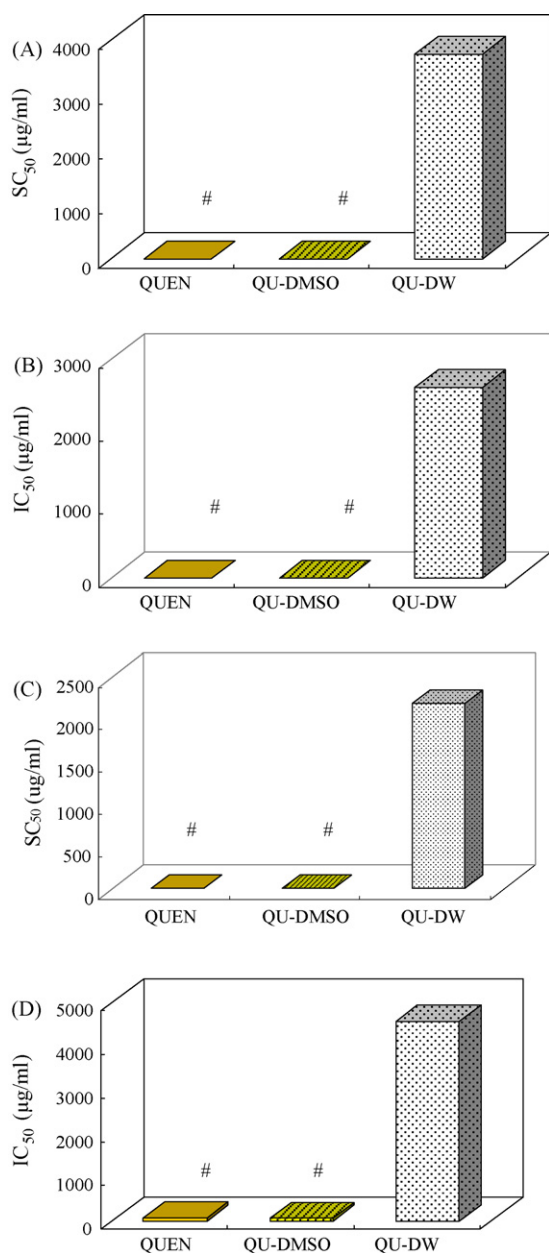 (A)
SC50 (μg/ml)
4000
3000
2000
1000
0
# #
QUEN QU-DMSO QU-DW
(B)
IC50 (μg/ml)
3000
2000
1000
0
# #
QUEN QU-DMSO QU-DW
(C)
SC50 (ug/ml)
2500
2000
1500
1000
500
0
# #
QUEN QU-DMSO QU-DW
(D)
IC50 (μg/ml)
5000
4000
3000
2000
1000
0
# #
QUEN QU-DMSO QU-DW